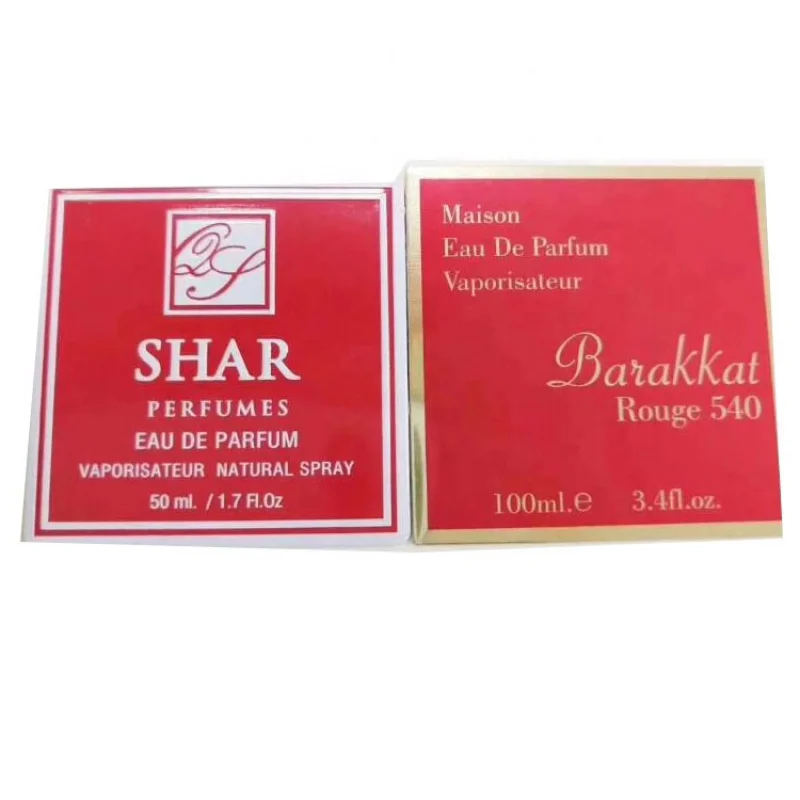 QS
SHAR
PERFUMES
EAU DE PARFUM
VAPORISATEUR NATURAL SPRAY
50 ml. / 1.7 Fl.Oz
Maison
Eau De Parfum
Vaporisateur
Barakkat
Rouge 540
100ml.e 3.4fl.oz.